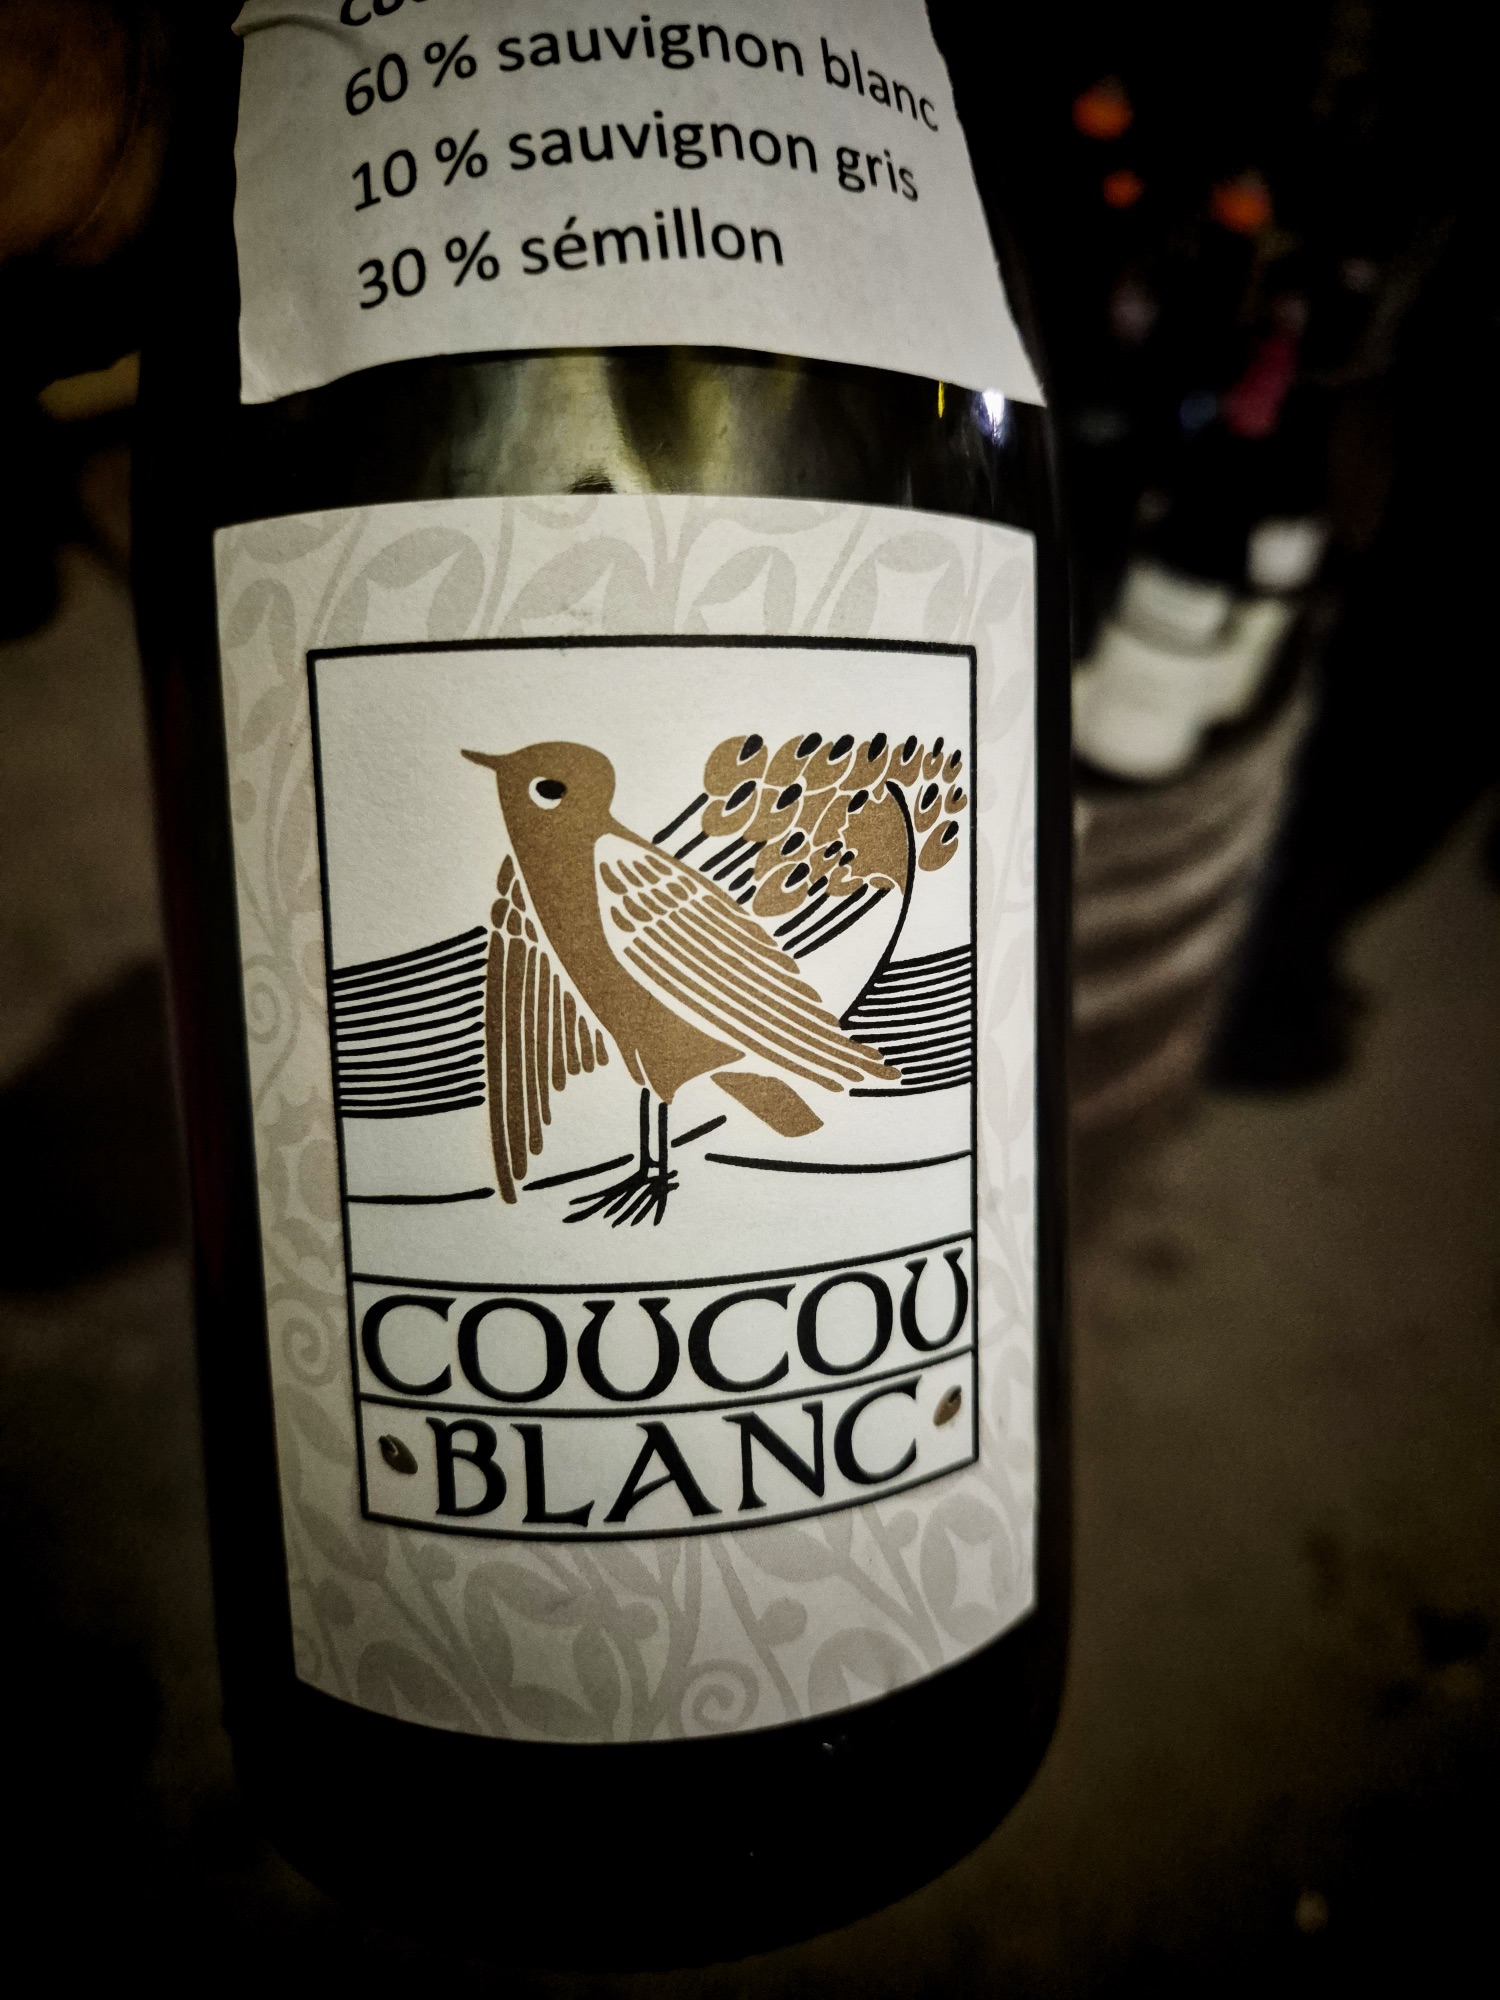 60 % sauvignon blanc
10 % sauvignon gris
30 % sémillon
COUCOU
BLANC